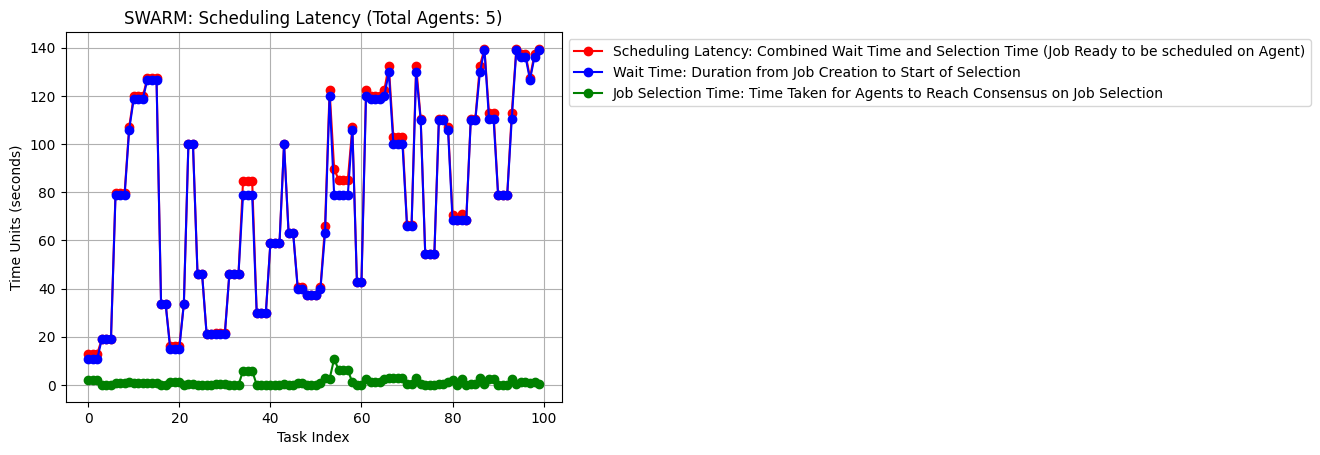 SWARM: Scheduling Latency (Total Agents: 5)
Scheduling Latency: Combined Wait Time and Selection Time (Job Ready to be scheduled on Agent)
Wait Time: Duration from Job Creation to Start of Selection
Job Selection Time: Time Taken for Agents to Reach Consensus on Job Selection
Time Units (seconds)
140
120
100
80
60
40
20
0
0 20 40 60 80 100
Task Index